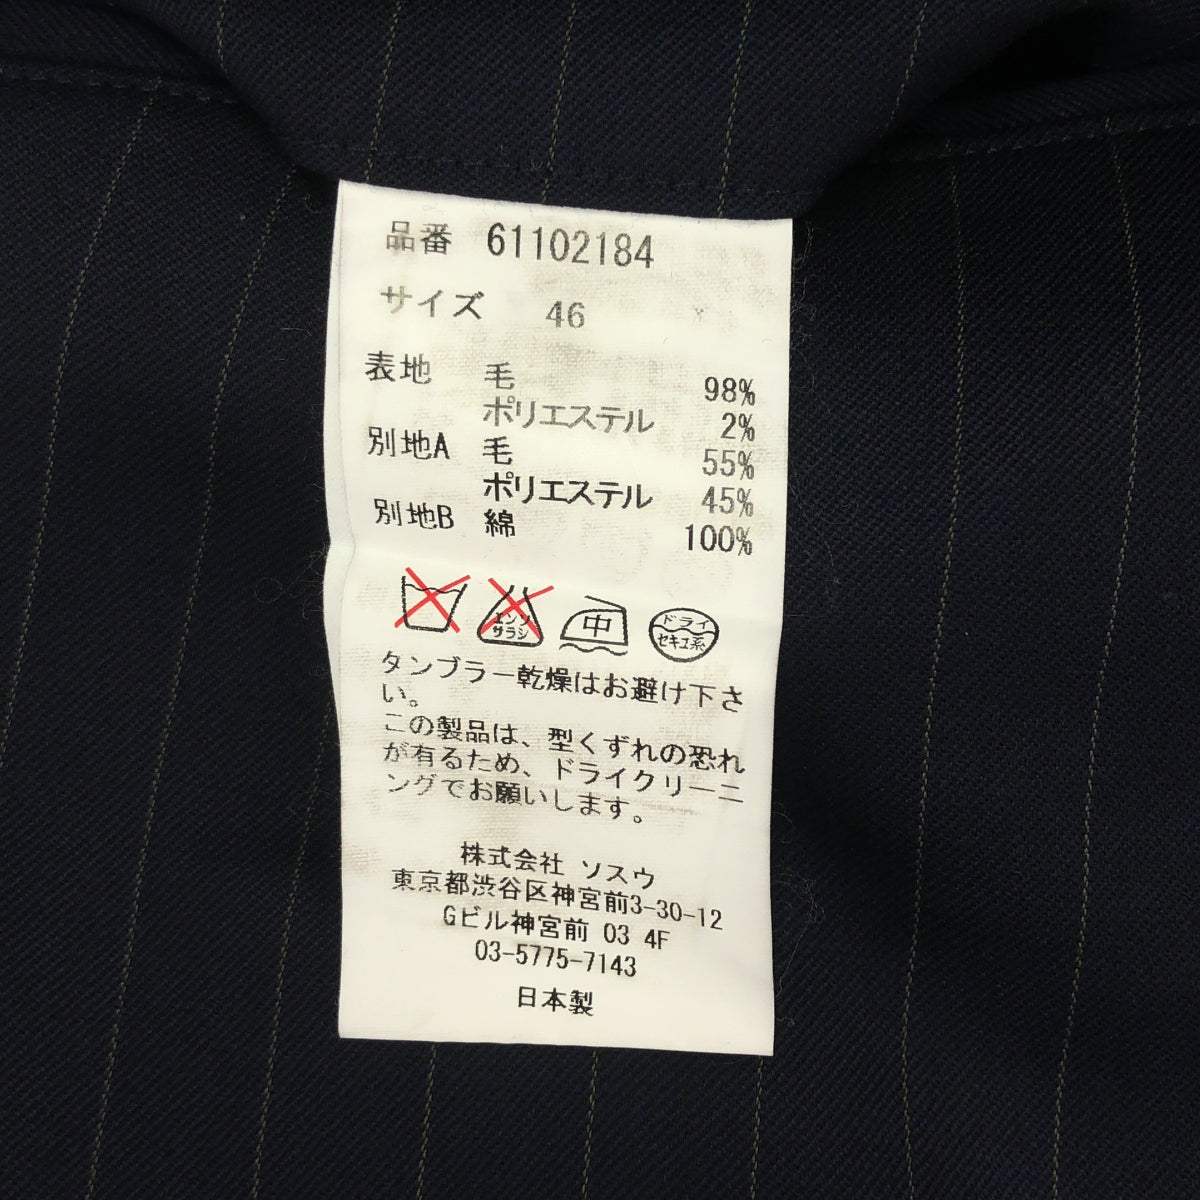 品番 61102184
サイズ 46
表地 毛 98%
ポリエステル 2%
別地A 毛 55%
ポリエステル 45%
別地B 綿 100%
エンソ サラシ 中 ドライ セキユ系
タンブラー乾燥はお避け下さ
い。
この製品は、型くずれの恐れ
が有るため、ドライクリーニ
ングでお願いします。
株式会社 ソスウ
東京都渋谷区神宮前3-30-12
Gビル神宮前 03 4F
03-5775-7143
日本製